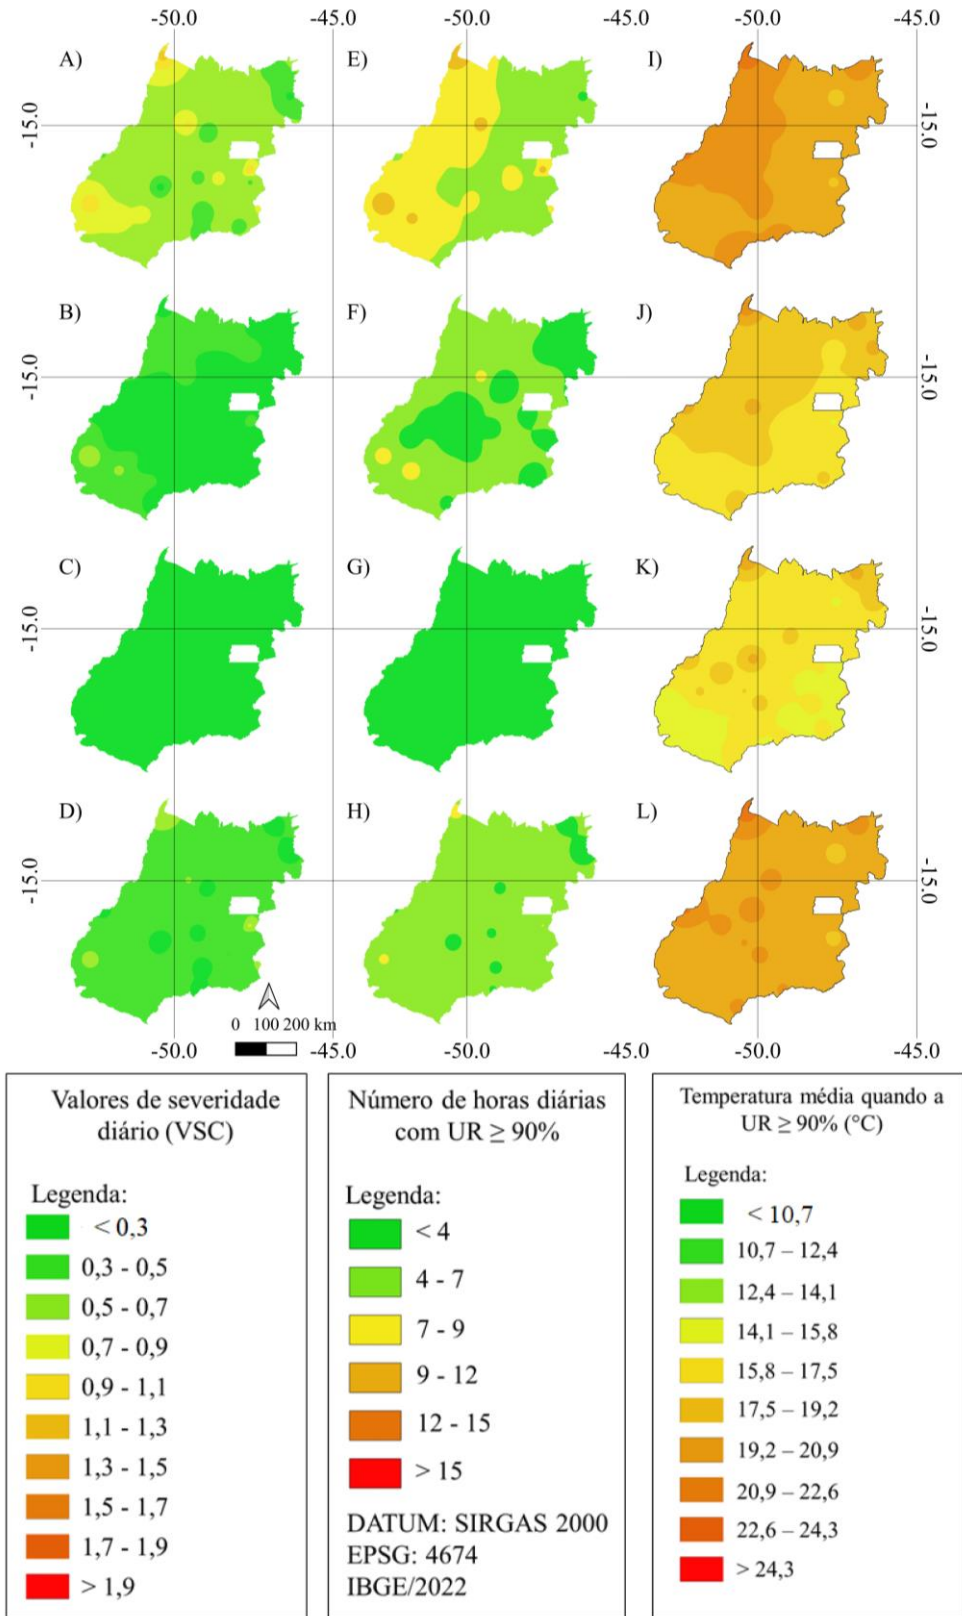 -50.0 -45.0 -50.0 -45.0 -50.0 -45.0
A) E) I)
-15.0 -15.0
B) F) J)
-15.0 -15.0
C) G) K)
-15.0 -15.0
D) H) L)
-15.0 -15.0
0 100 200 km
-50.0 -45.0 -50.0 -45.0 -50.0 -45.0
Valores de severidade
diário (VSC)
Legenda:
< 0,3
0,3 - 0,5
0,5 - 0,7
0,7 - 0,9
0,9 - 1,1
1,1 - 1,3
1,3 - 1,5
1,5 - 1,7
1,7 - 1,9
> 1,9
Número de horas diárias
com UR ≥ 90%
Legenda:
< 4
4 - 7
7 - 9
9 - 12
12 - 15
> 15
DATUM: SIRGAS 2000
EPSG: 4674
IBGE/2022
Temperatura média quando a
UR ≥ 90% (°C)
Legenda:
< 10,7
10,7 – 12,4
12,4 – 14,1
14,1 – 15,8
15,8 – 17,5
17,5 – 19,2
19,2 – 20,9
20,9 – 22,6
22,6 – 24,3
> 24,3